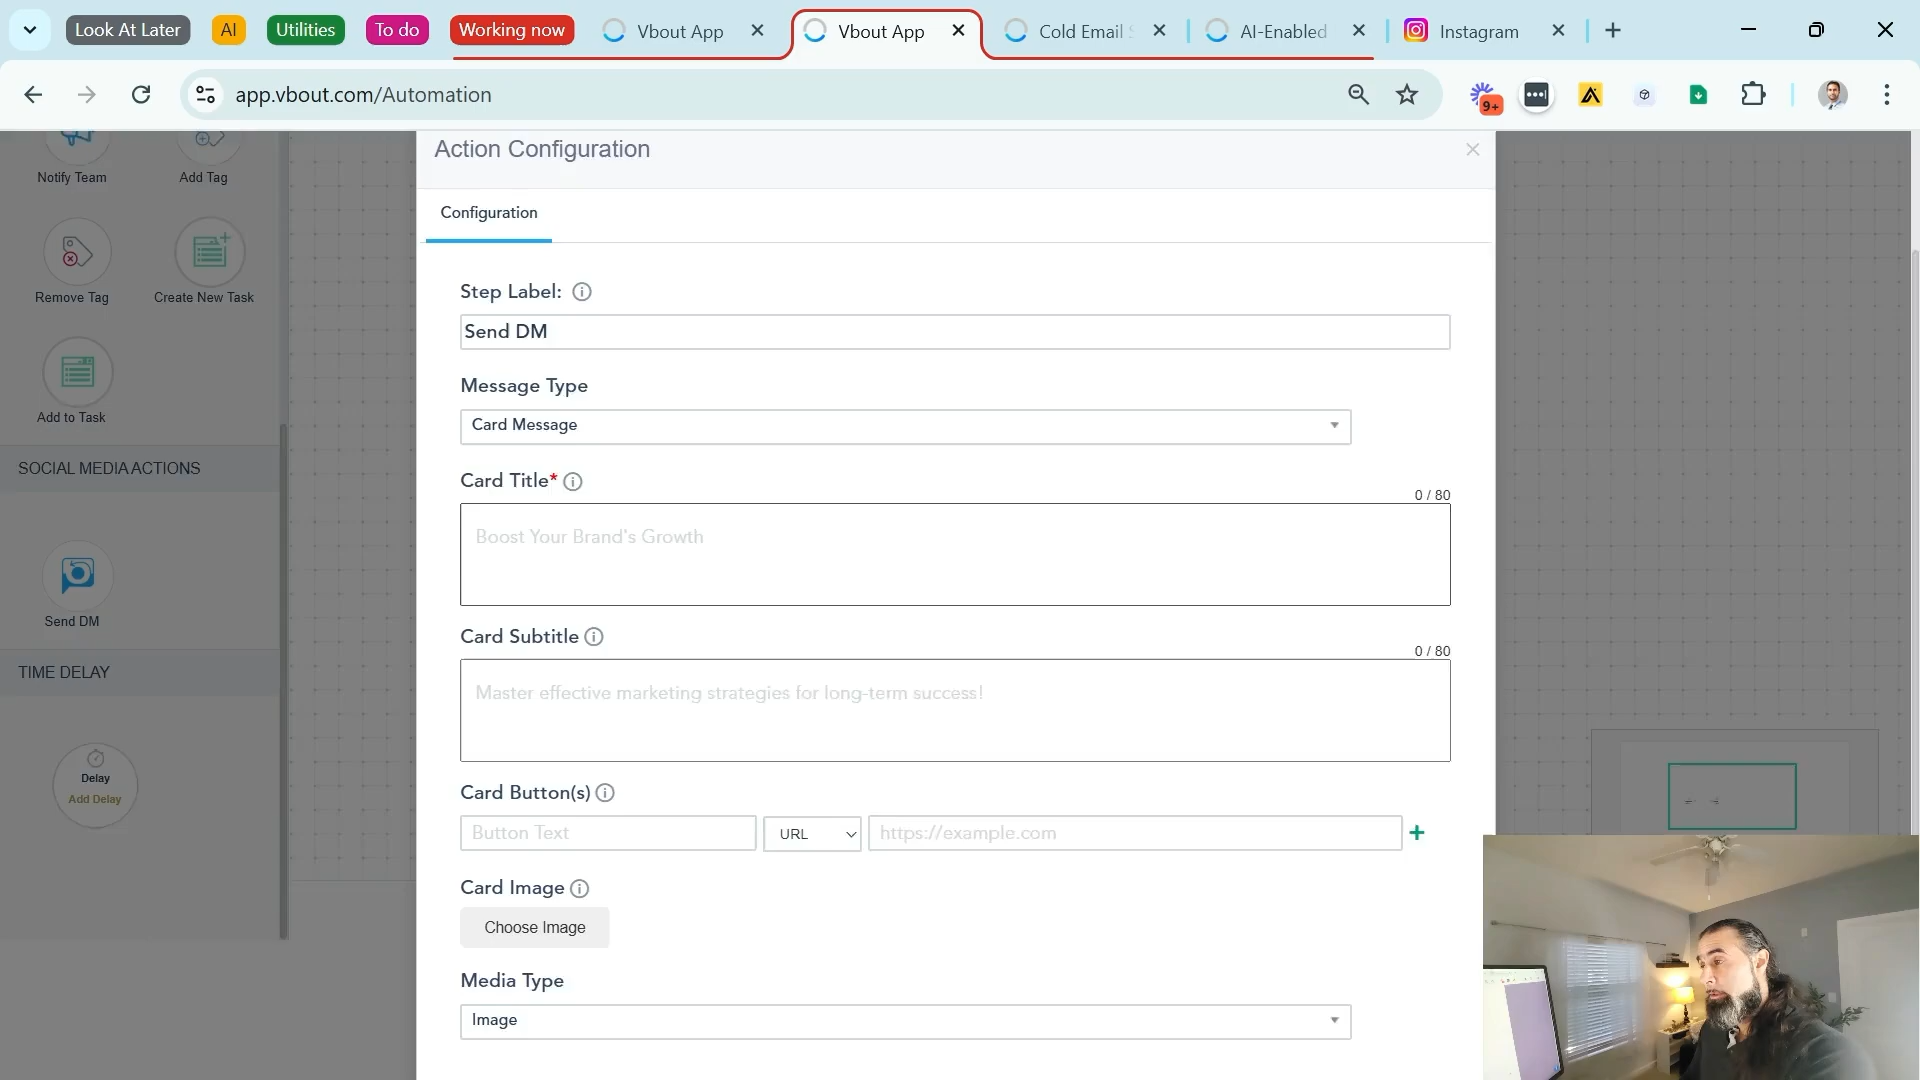 Look At Later
AI
Utilities
To do
Working now
Vbout App
Vbout App
Cold Email
AI-Enabled
Instagram
app.vbout.com/Automation
9+
Notify Team
Add Tag
Remove Tag
Create New Task
Add to Task
SOCIAL MEDIA ACTIONS
Send DM
TIME DELAY
Delay
Add Delay
Action Configuration
Configuration
Step Label:
Send DM
Message Type
Card Message
Card Title*
0 / 80
Boost Your Brand's Growth
Card Subtitle
0 / 80
Master effective marketing strategies for long-term success!
Card Button(s)
Button Text
URL
https://example.com
Card Image
Choose Image
Media Type
Image